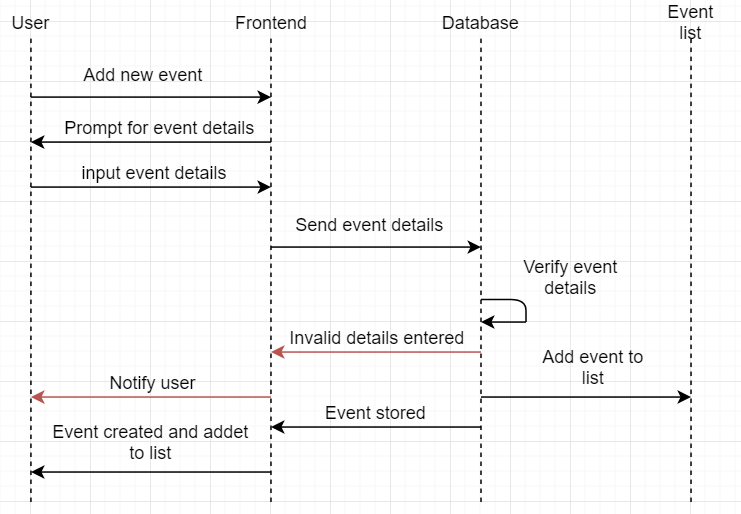 User
Frontend
Database
Event
list
Add new event
Prompt for event details
input event details
Send event details
Verify event
details
Invalid details entered
Add event to
list
Notify user
Event stored
Event created and addet
to list